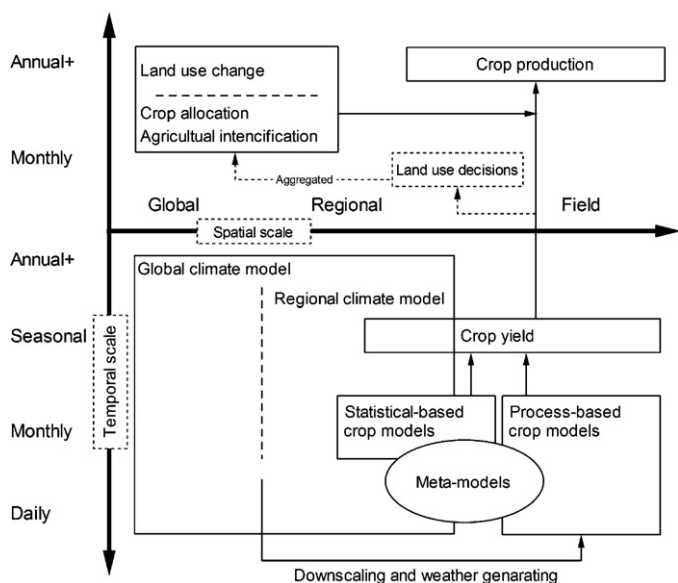 Annual+
Land use change
Crop production
Crop allocation
Agricultual intencification
Monthly
Aggregated
Land use decisions
Global
Regional
Field
Spatial scale
Annual+
Global climate model
Regional climate model
Seasonal
Crop yield
Temporal scale
Statistical-based
crop models
Process-based
crop models
Monthly
Meta-models
Daily
Downscaling and weather genarating